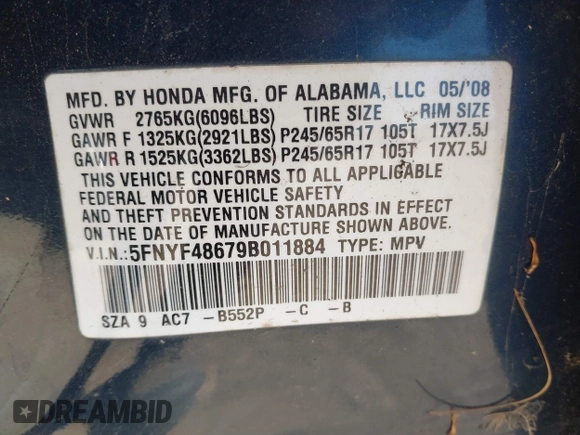 MFD. BY HONDA MFG. OF ALABAMA, LLC 05/'08
GVWR 2765KG(6096LBS) TIRE SIZE RIM SIZE
GAWR F 1325KG(2921LBS) P245/65R17 105T 17X7.5J
GAWR R 1525KG(3362LBS) P245/65R17 105T 17X7.5J
THIS VEHICLE CONFORMS TO ALL APPLICABLE
FEDERAL MOTOR VEHICLE SAFETY
AND THEFT PREVENTION STANDARDS IN EFFECT
ON THE DATE OF MANUFACTURE SHOWN ABOVE.
V.I.N.:5FNYF48679B011884 TYPE: MPV
SZA 9 AC7 -B552P -C -B
DREAMBID